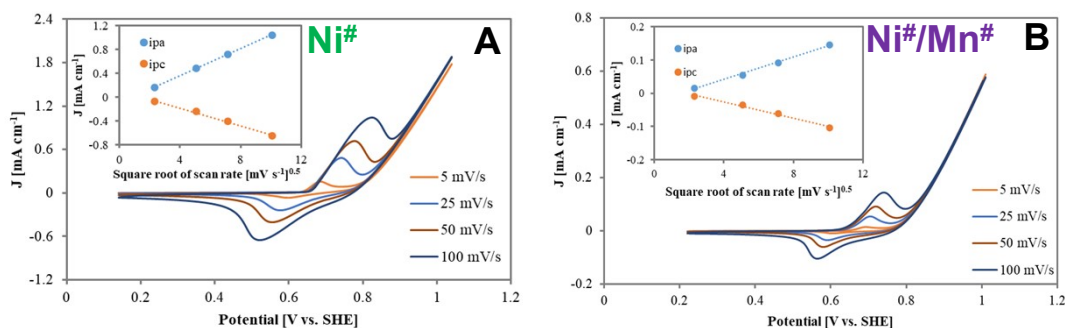 Ni#
A
J [mA cm⁻¹]
2.4
1.8
1.2
0.6
0
-0.6
-1.2
0
0.2
0.4
0.6
0.8
1
1.2
Potential [V vs. SHE]
J [mA cm⁻¹]
1.2
0.8
0.4
0
-0.4
-0.8
ipa
ipc
0
4
8
12
Square root of scan rate [mV s⁻¹]⁰·⁵
5 mV/s
25 mV/s
50 mV/s
100 mV/s
Ni#/Mn#
B
J [mA cm⁻¹]
0.8
0.6
0.4
0.2
0
-0.2
0
0.2
0.4
0.6
0.8
1
1.2
Potential [V vs. SHE]
J [mA cm⁻¹]
0.2
0.1
0
-0.1
-0.2
ipa
ipc
0
4
8
12
Square root of scan rate [mV s⁻¹]⁰·⁵
5 mV/s
25 mV/s
50 mV/s
100 mV/s